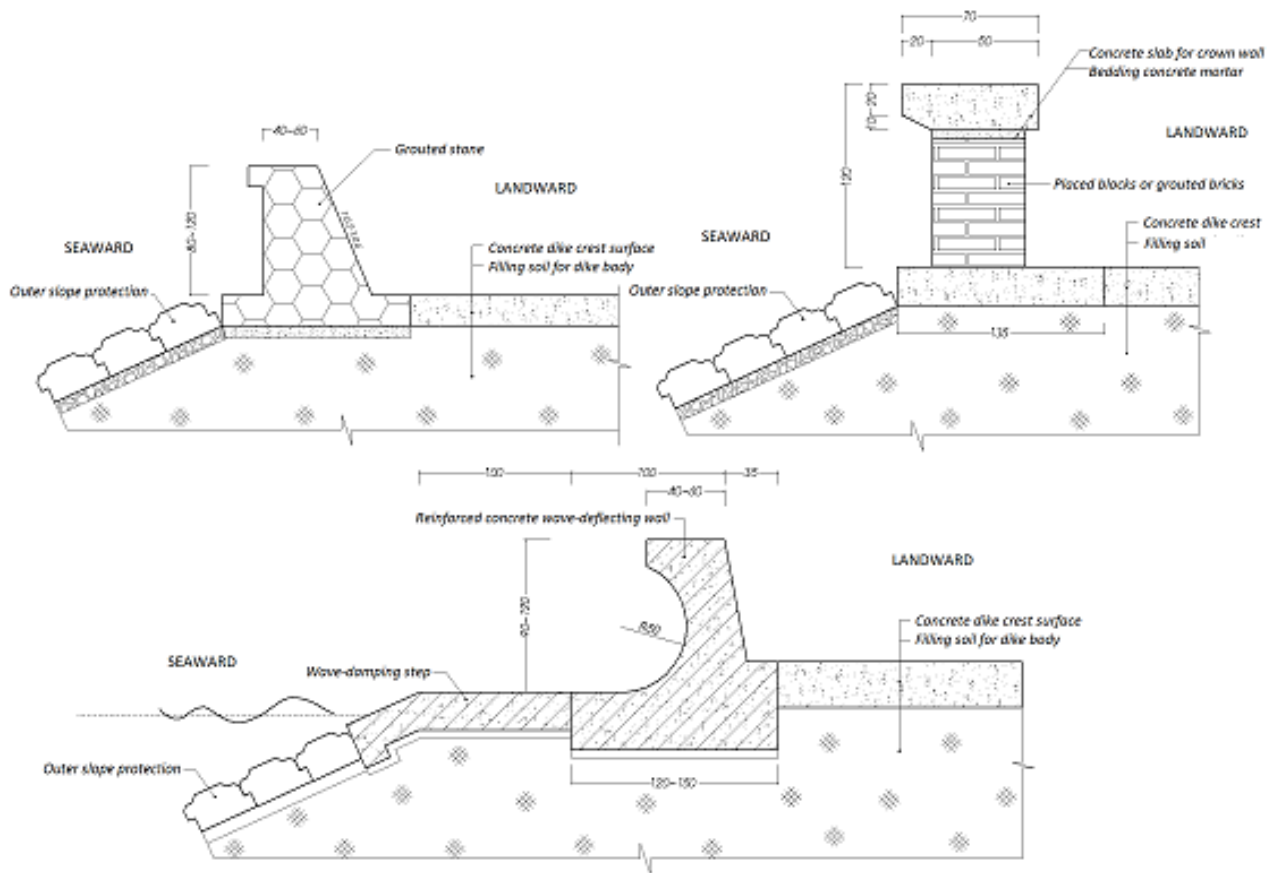 40-60
Grouted stone
LANDWARD
80-120
SEAWARD
Concrete dike crest surface
Filling soil for dike body
Outer slope protection
70
20
50
Concrete slab for crown wall
Bedding concrete mortar
20
10
LANDWARD
120
Placed blocks or grouted bricks
SEAWARD
Concrete dike crest
Filling soil
Outer slope protection
135
100
100
35
40-60
Reinforced concrete wave-deflecting wall
LANDWARD
90-120
R50
Concrete dike crest surface
Filling soil for dike body
SEAWARD
Wave-damping step
Outer slope protection
120-150